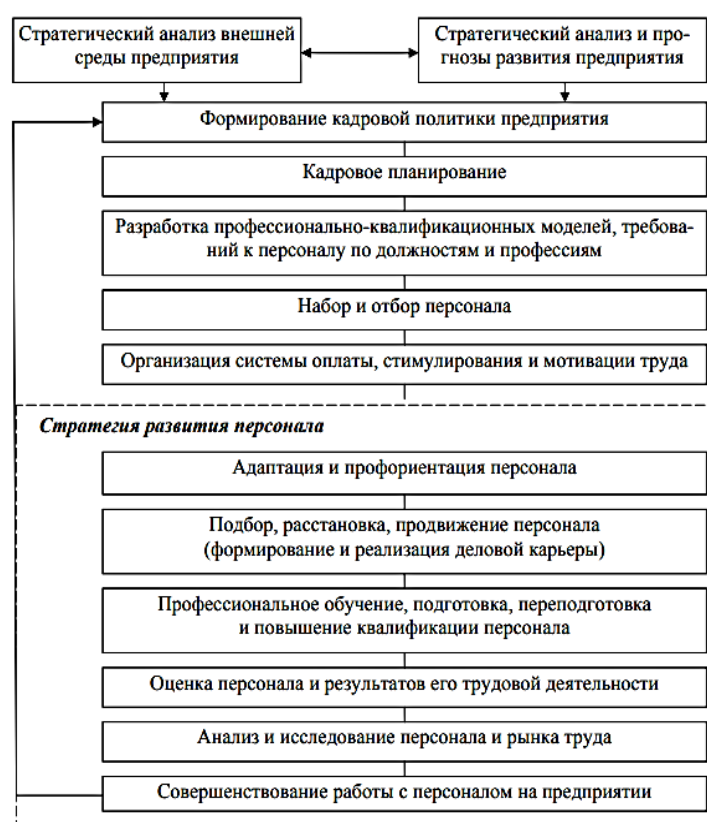 Стратегический анализ внешней
среды предприятия
Стратегический анализ и про-
гнозы развития предприятия
Формирование кадровой политики предприятия
Кадровое планирование
Разработка профессионально-квалификационных моделей, требова-
ний к персоналу по должностям и профессиям
Набор и отбор персонала
Организация системы оплаты, стимулирования и мотивации труда
Стратегия развития персонала
Адаптация и профориентация персонала
Подбор, расстановка, продвижение персонала
(формирование и реализация деловой карьеры)
Профессиональное обучение, подготовка, переподготовка
и повышение квалификации персонала
Оценка персонала и результатов его трудовой деятельности
Анализ и исследование персонала и рынка труда
Совершенствование работы с персоналом на предприятии